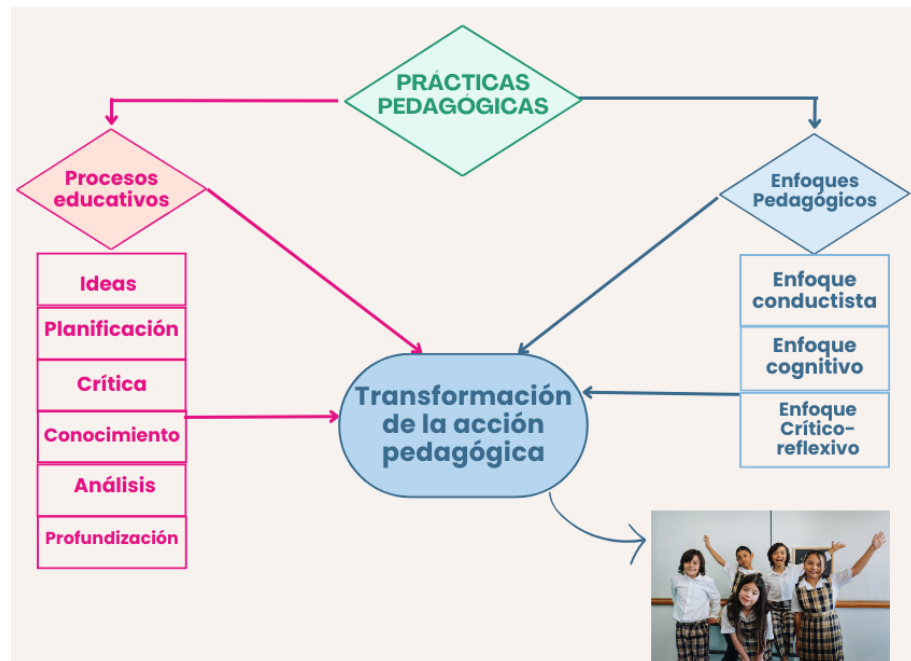 PRÁCTICAS
PEDAGÓGICAS
Procesos
educativos
Ideas
Planificación
Crítica
Conocimiento
Análisis
Profundización
Enfoques
Pedagógicos
Enfoque
conductista
Enfoque
cognitivo
Enfoque
Crítico-
reflexivo
Transformación
de la acción
pedagógica